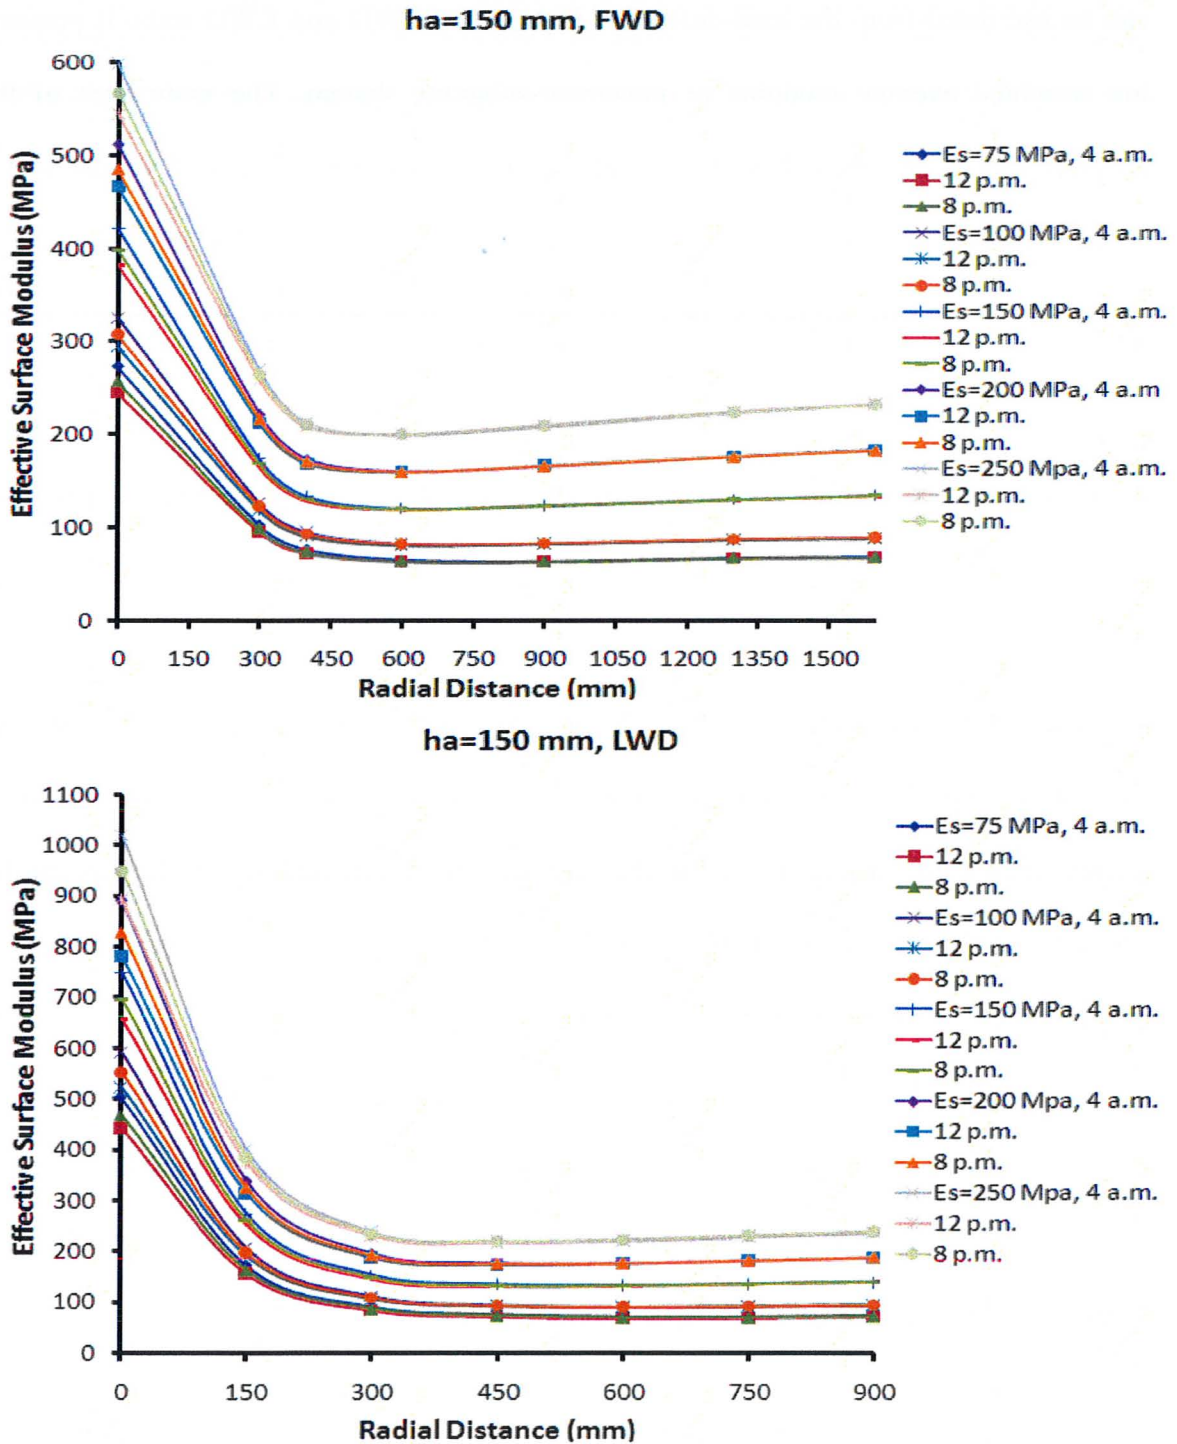 ha=150 mm, FWD
Effective Surface Modulus (MPa)
600
500
400
300
200
100
0
0 150 300 450 600 750 900 1050 1200 1350 1500
Radial Distance (mm)
Es=75 MPa, 4 a.m.
12 p.m.
8 p.m.
Es=100 MPa, 4 a.m.
12 p.m.
8 p.m.
Es=150 MPa, 4 a.m.
12 p.m.
8 p.m.
Es=200 MPa, 4 a.m
12 p.m.
8 p.m.
Es=250 Mpa, 4 a.m.
12 p.m.
8 p.m.
ha=150 mm, LWD
Effective Surface Modulus (MPa)
1100
1000
900
800
700
600
500
400
300
200
100
0
0 150 300 450 600 750 900
Radial Distance (mm)
Es=75 MPa, 4 a.m.
12 p.m.
8 p.m.
Es=100 MPa, 4 a.m.
12 p.m.
8 p.m.
Es=150 MPa, 4 a.m.
12 p.m.
8 p.m.
Es=200 Mpa, 4 a.m.
12 p.m.
8 p.m.
Es=250 Mpa, 4 a.m.
12 p.m.
8 p.m.